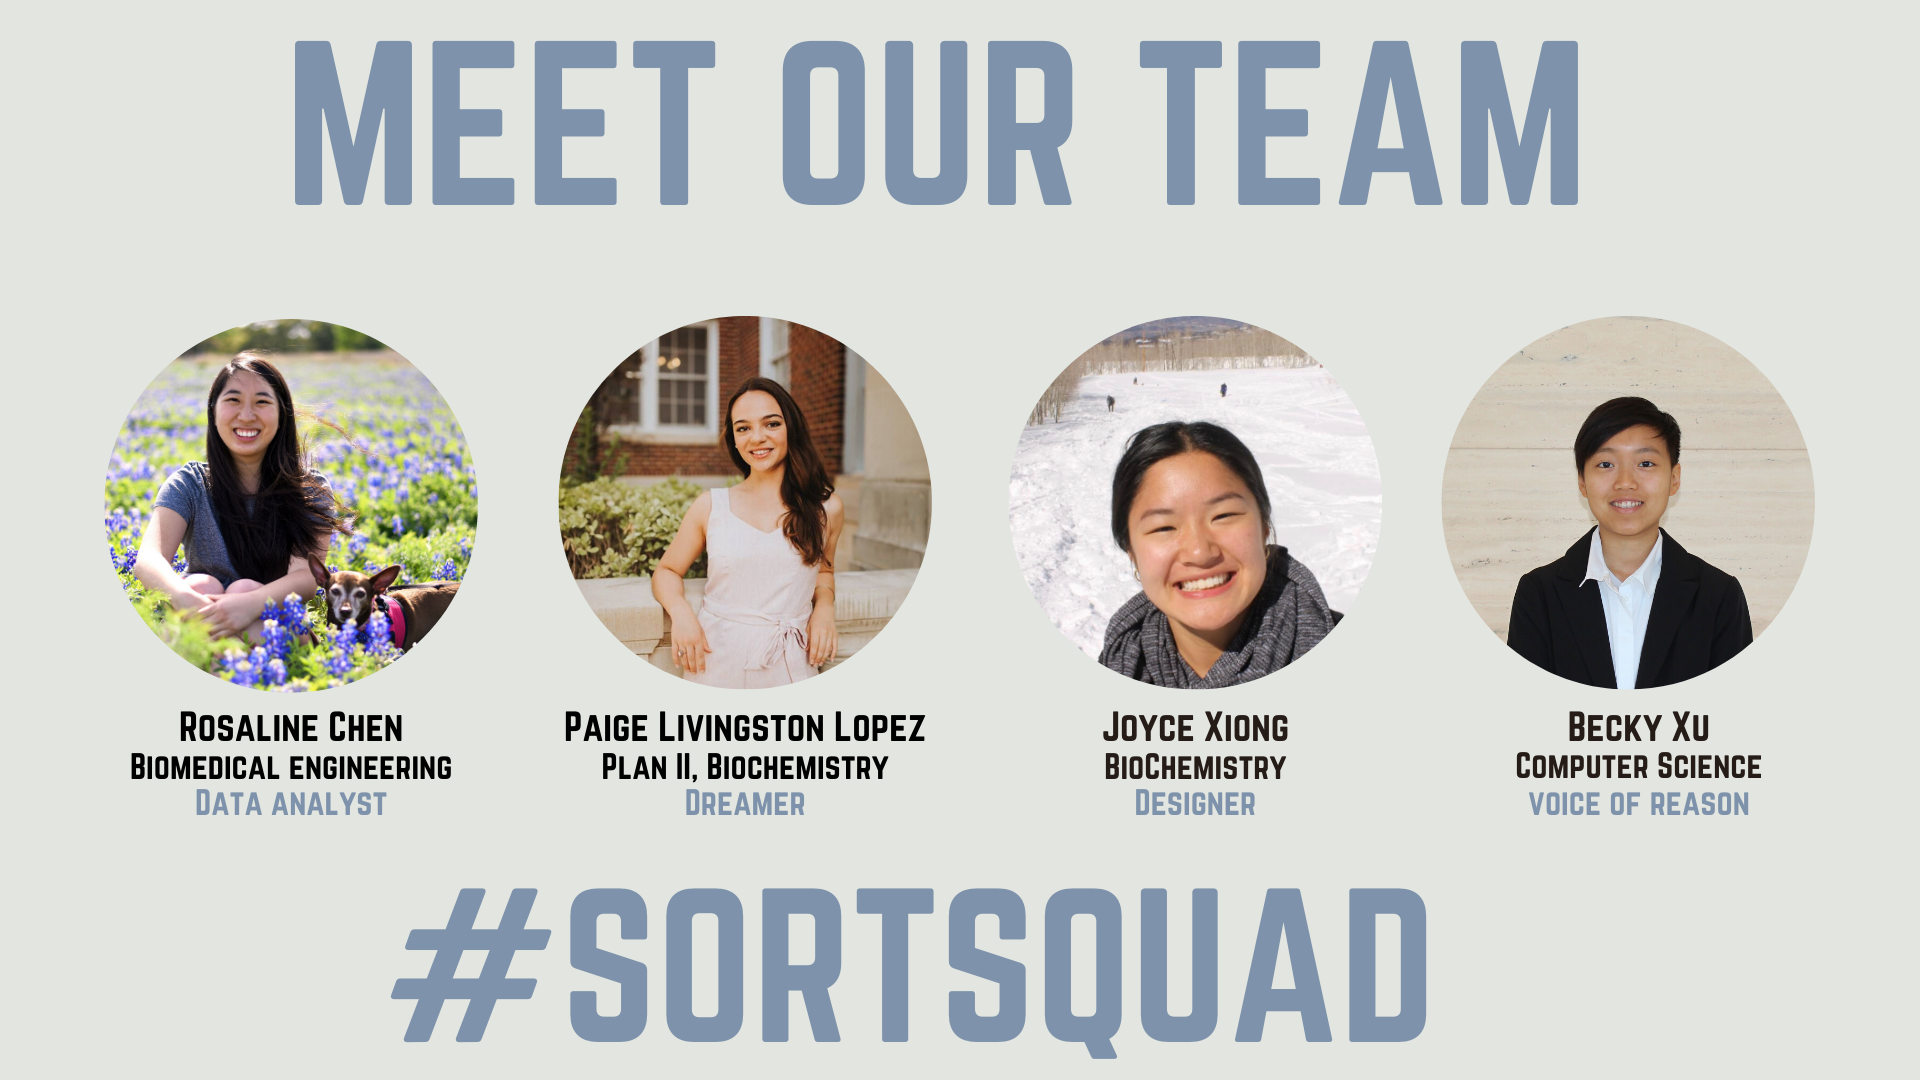 MEET OUR TEAM
Rosaline Chen
Biomedical engineering
Data analyst
Paige Livingston Lopez
Plan II, Biochemistry
Dreamer
Joyce Xiong
BioChemistry
Designer
Becky Xu
Computer Science
voice of reason
#SORTSQUAD